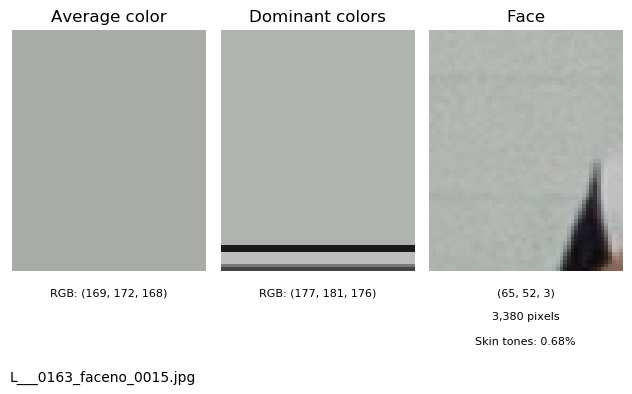 Average color
Dominant colors
Face
RGB: (169, 172, 168)
RGB: (177, 181, 176)
(65, 52, 3)
3,380 pixels
Skin tones: 0.68%
L___0163_faceno_0015.jpg